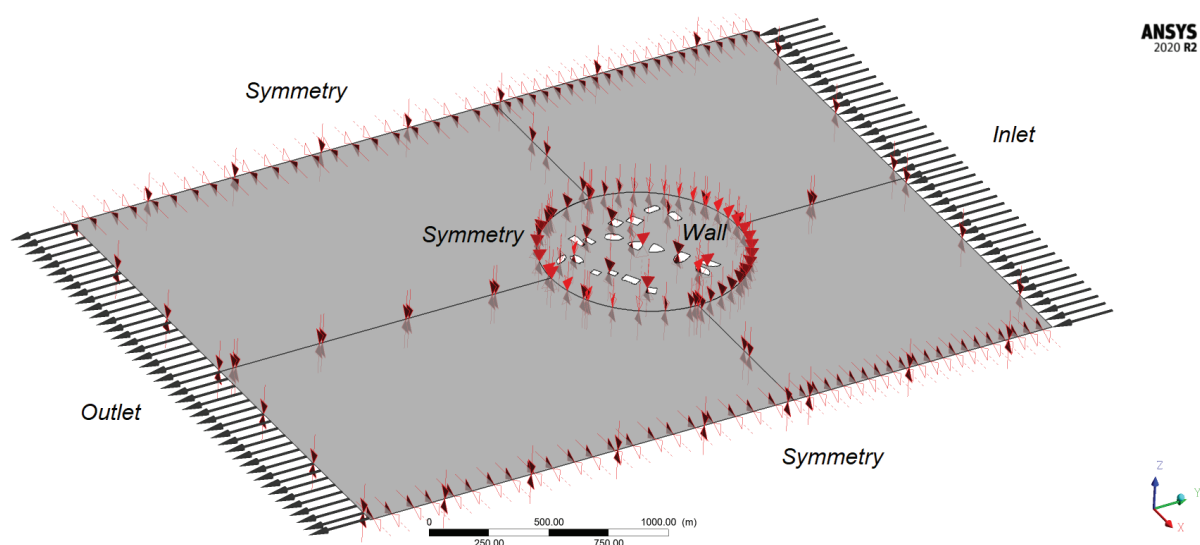 ANSYS
2020 R2
Symmetry
Inlet
Symmetry
Wall
Outlet
Symmetry
0 500.00 1000.00 (m)
250.00 750.00
Z
Y
X